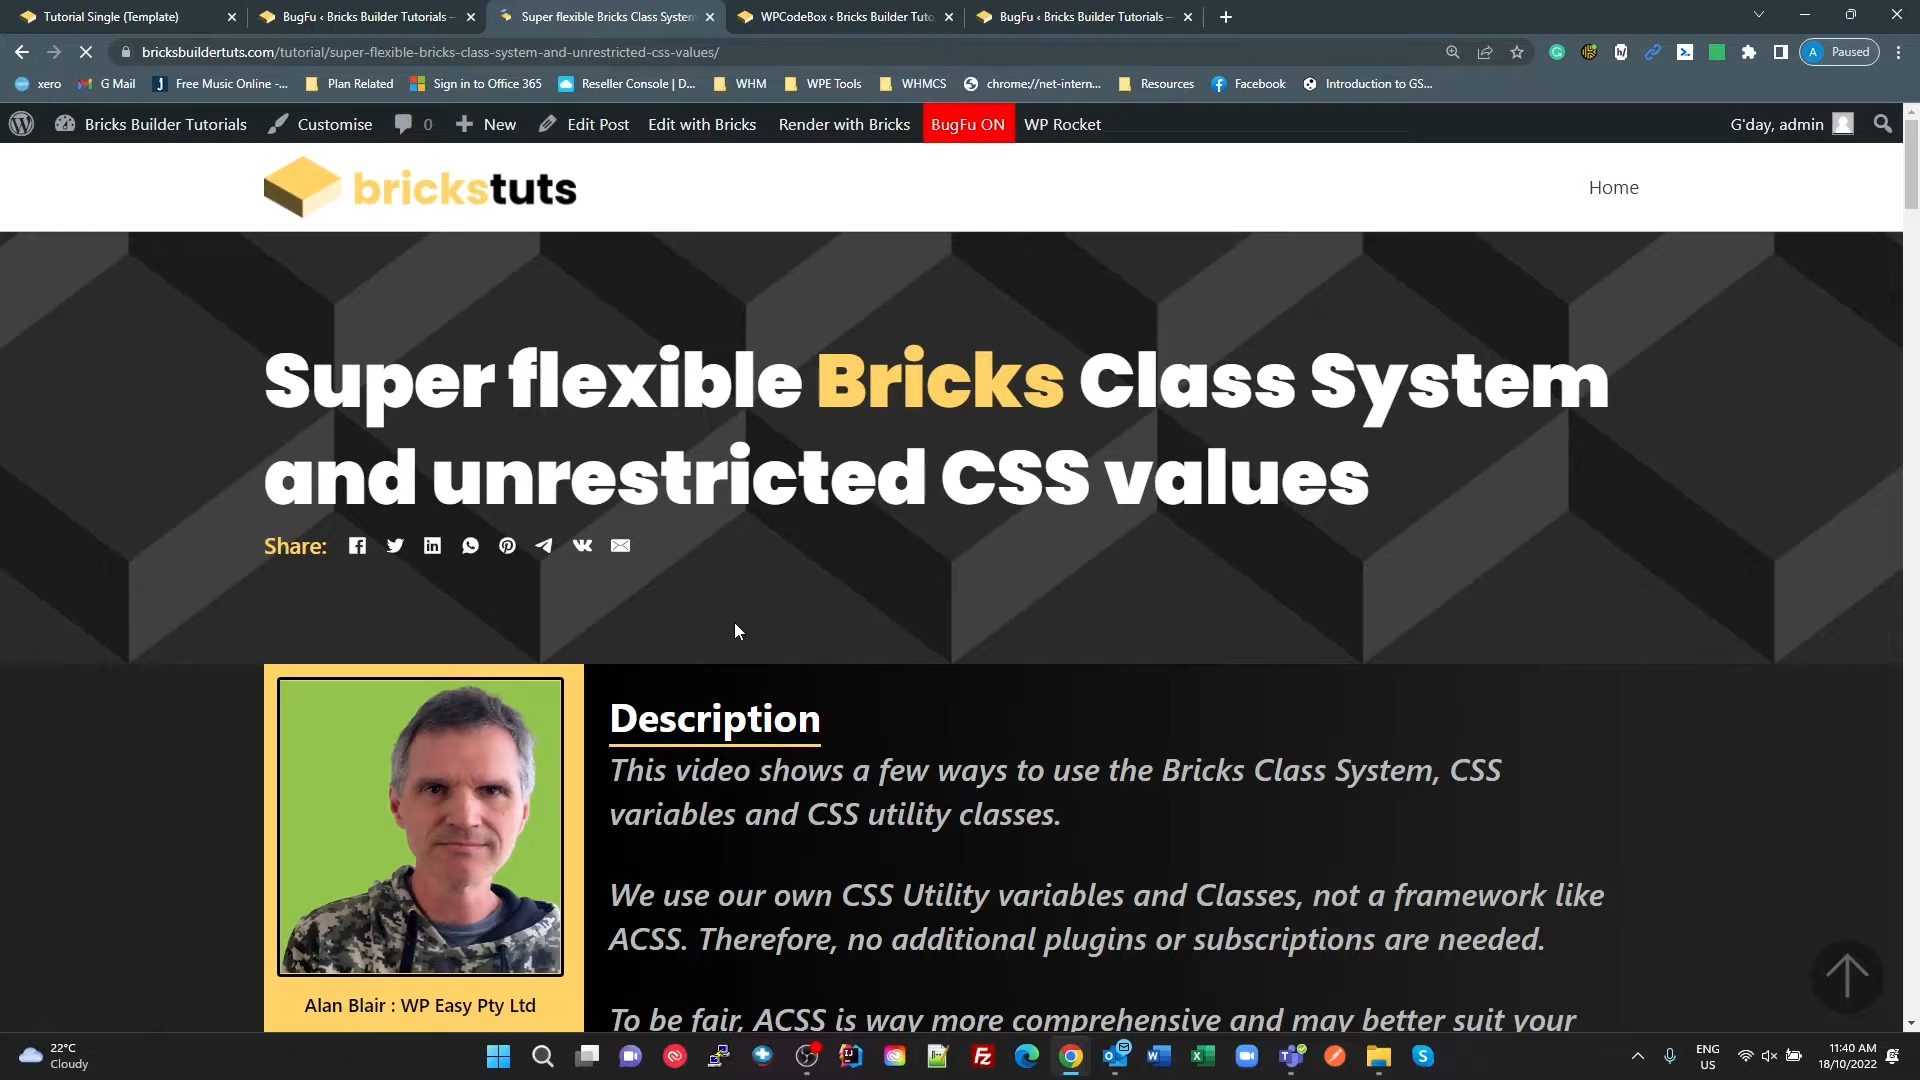 Tutorial Single (Template)
BugFu ‹ Bricks Builder Tutorials —
Super flexible Bricks Class System
WPCodeBox ‹ Bricks Builder Tuto
BugFu ‹ Bricks Builder Tutorials —
bricksbuildertuts.com/tutorial/super-flexible-bricks-class-system-and-unrestricted-css-values/
A Paused
xero
G Mail
Free Music Online -...
Plan Related
Sign in to Office 365
Reseller Console | D...
WHM
WPE Tools
WHMCS
chrome://net-intern...
Resources
Facebook
Introduction to GS...
Bricks Builder Tutorials
Customise
0
New
Edit Post
Edit with Bricks
Render with Bricks
BugFu ON
WP Rocket
G'day, admin
brickstuts
Home
Super flexible Bricks Class System
and unrestricted CSS values
Share:
Description
This video shows a few ways to use the Bricks Class System, CSS
variables and CSS utility classes.
We use our own CSS Utility variables and Classes, not a framework like
ACSS. Therefore, no additional plugins or subscriptions are needed.
Alan Blair : WP Easy Pty Ltd
To be fair, ACSS is way more comprehensive and may better suit your
22°C
Cloudy
ENG
US
11:40 AM
18/10/2022